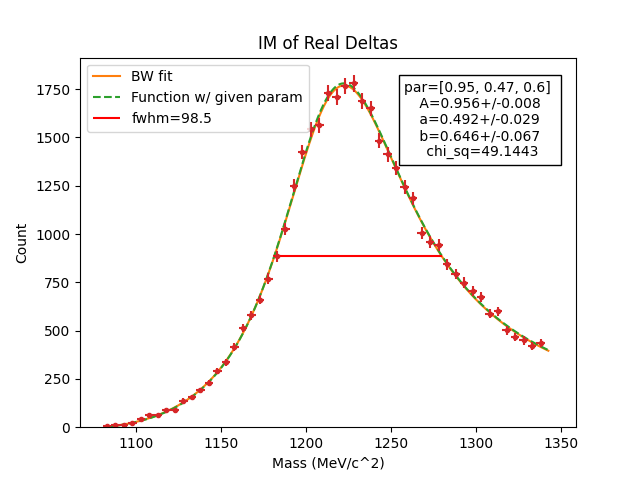 IM of Real Deltas
BW fit
Function w/ given param
fwhm=98.5
par=[0.95, 0.47, 0.6]
A=0.956+/-0.008
a=0.492+/-0.029
b=0.646+/-0.067
chi_sq=49.1443
Count
1750
1500
1250
1000
750
500
250
0
1100
1150
1200
1250
1300
1350
Mass (MeV/c^2)